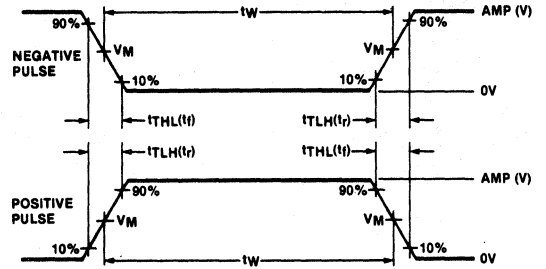 tW
90%
90%
AMP (V)
NEGATIVE
PULSE
VM
VM
10%
10%
0V
tTHL(tf)
tTLH(tr)
tTLH(tr)
tTHL(tf)
AMP (V)
90%
90%
POSITIVE
PULSE
VM
VM
10%
10%
0V
tW